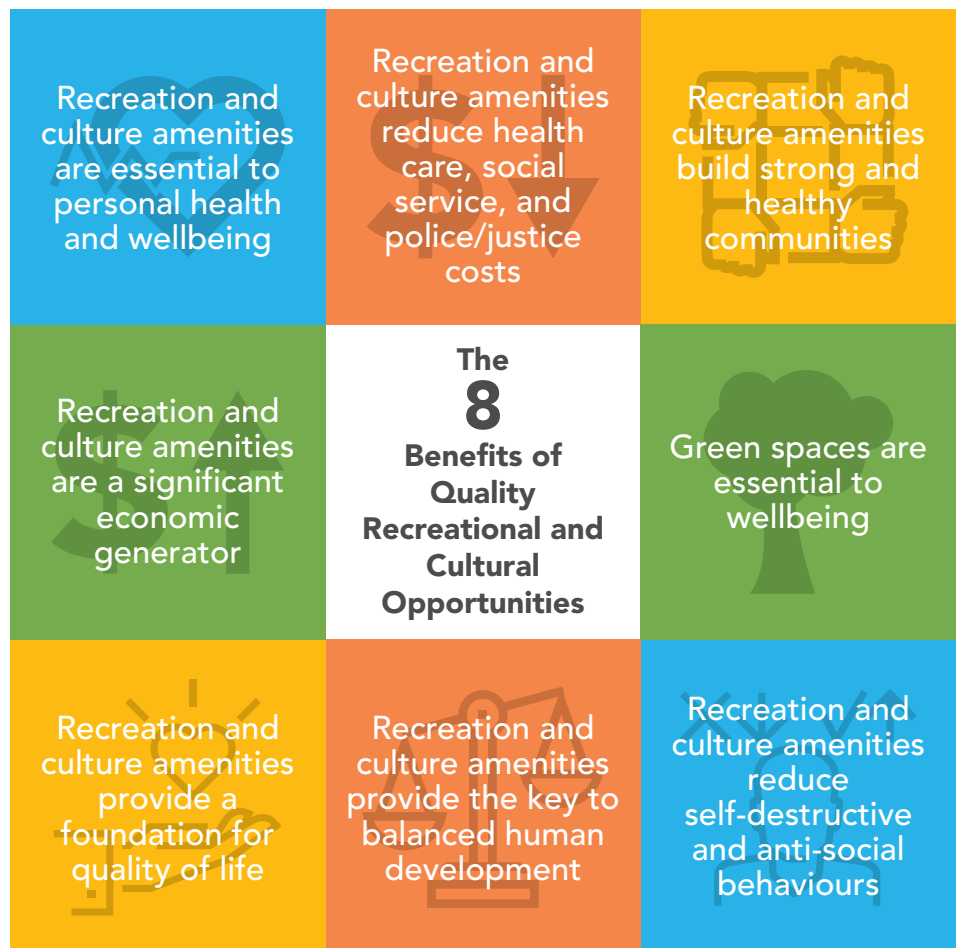 Recreation and
culture amenities
are essential to
personal health
and wellbeing
Recreation and
culture amenities
reduce health
care, social
service, and
police/justice
costs
Recreation and
culture amenities
build strong and
healthy
communities
Recreation and
culture amenities
are a significant
economic
generator
The
8
Benefits of
Quality
Recreational and
Cultural
Opportunities
Green spaces are
essential to
wellbeing
Recreation and
culture amenities
provide a
foundation for
quality of life
Recreation and
culture amenities
provide the key to
balanced human
development
Recreation and
culture amenities
reduce
self-destructive
and anti-social
behaviours